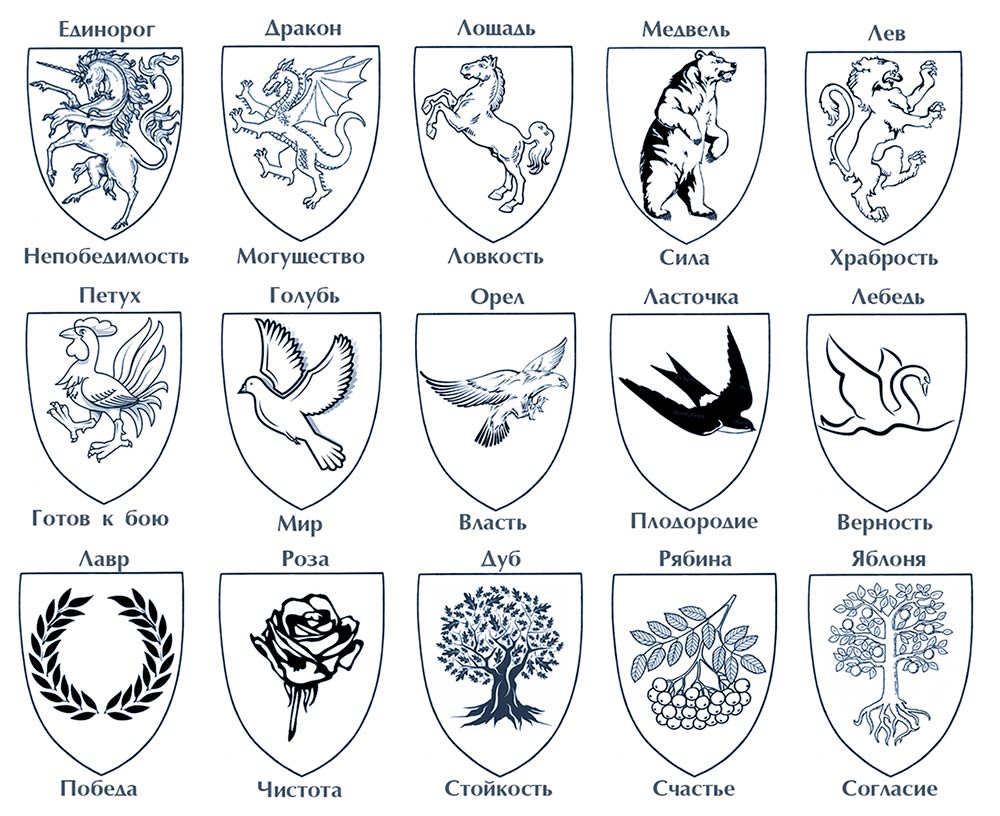 Единорог Дракон Лошадь Медвель Лев
Непобедимость Могущество Ловкость Сила Храбрость
Петух Голубь Орел Ласточка Лебедь
Готов к бою Мир Власть Плодородие Верность
Лавр Роза Дуб Рябина Яблоня
Победа Чистота Стойкость Счастье Согласие